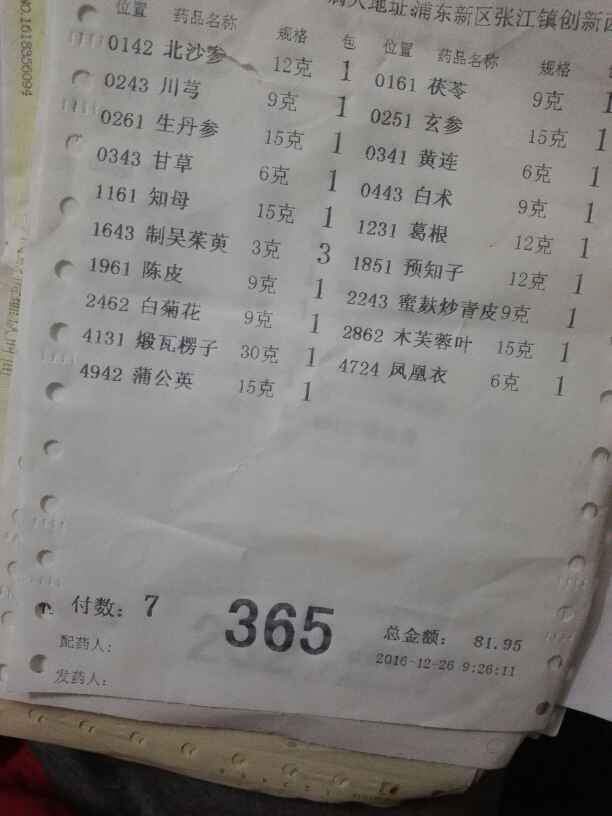 NO.1618956094
病人地址:浦东新区张江镇创新西
位置 药品名称 规格 包 位置 药品名称 规格
0142 北沙参 12克 1 0161 茯苓 9克 1
0243 川芎 9克 1 0251 玄参 15克 1
0261 生丹参 15克 1 0341 黄连 6克 1
0343 甘草 6克 1 0443 白术 9克 1
1161 知母 15克 1 1231 葛根 12克 1
1643 制吴茱萸 3克 3 1851 预知子 12克 1
1961 陈皮 9克 1 2243 蜜麸炒青皮9克 1
2462 白菊花 9克 1 2862 木芙蓉叶 15克 1
4131 煅瓦楞子 30克 1 4724 凤凰衣 6克 1
4942 蒲公英 15克 1
付数: 7 365 总金额: 81.95
配药人: 2016-12-26 9:26:11
发药人: